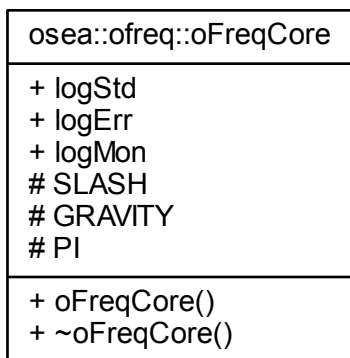 osea::ofreq::oFreqCore
+ logStd
+ logErr
+ logMon
# SLASH
# GRAVITY
# PI
+ oFreqCore()
+ ~oFreqCore()